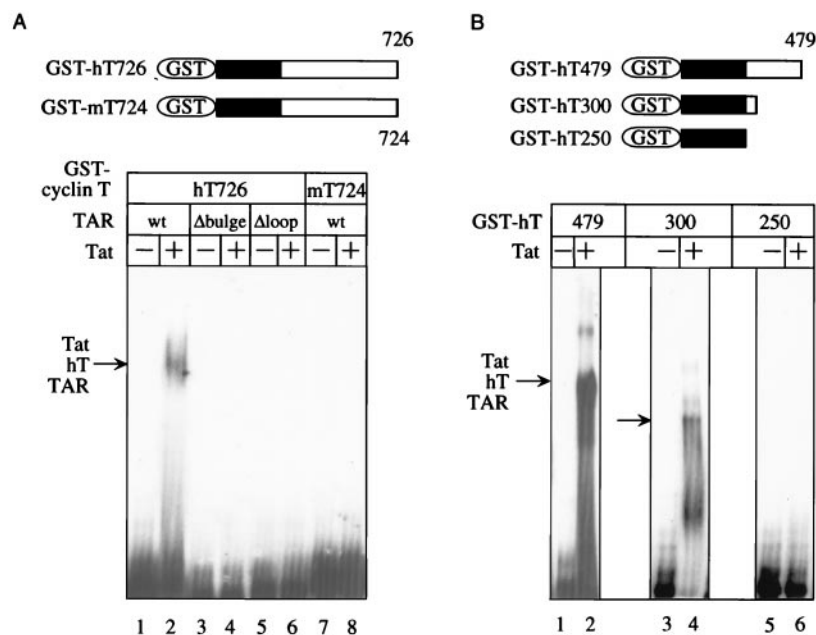 A
726
GST-hT726 GST
GST-mT724 GST
724
GST-
cyclin T hT726 mT724
TAR wt Δbulge Δloop wt
Tat − + − + − + − +
Tat
hT
TAR
1 2 3 4 5 6 7 8
B
479
GST-hT479 GST
GST-hT300 GST
GST-hT250 GST
GST-hT 479 300 250
Tat − + − + − +
Tat
hT
TAR
1 2 3 4 5 6